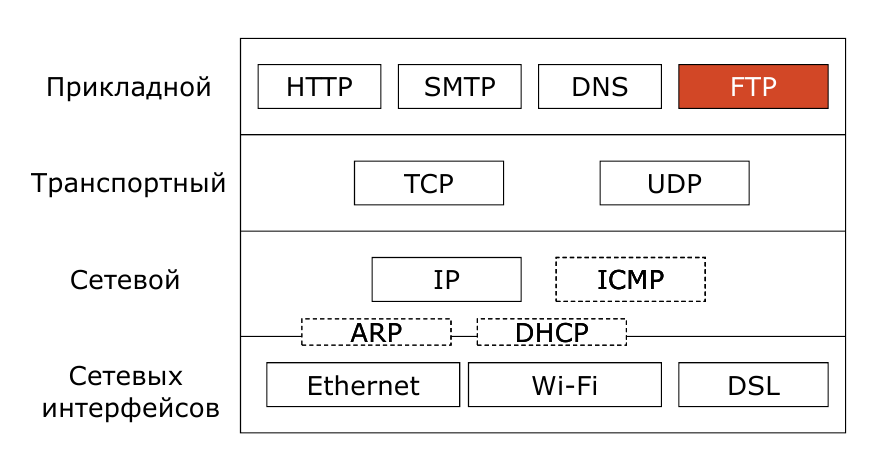 Прикладной
HTTP SMTP DNS FTP
Транспортный
TCP UDP
Сетевой
IP ICMP
ARP DHCP
Сетевых
интерфейсов
Ethernet Wi-Fi DSL